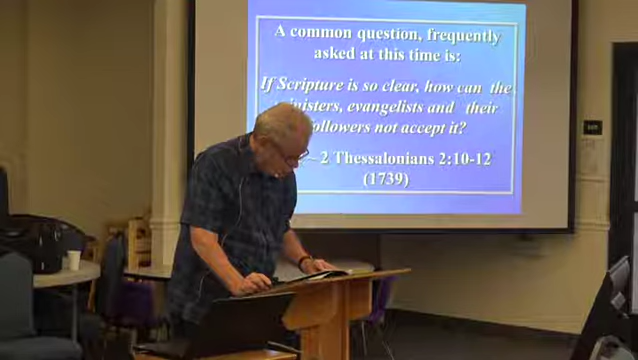 A common question, frequently
asked at this time is:
If Scripture is so clear, how can the
evangelists and their
not accept it?
2 Thessalonians 2:10-12
(1739)